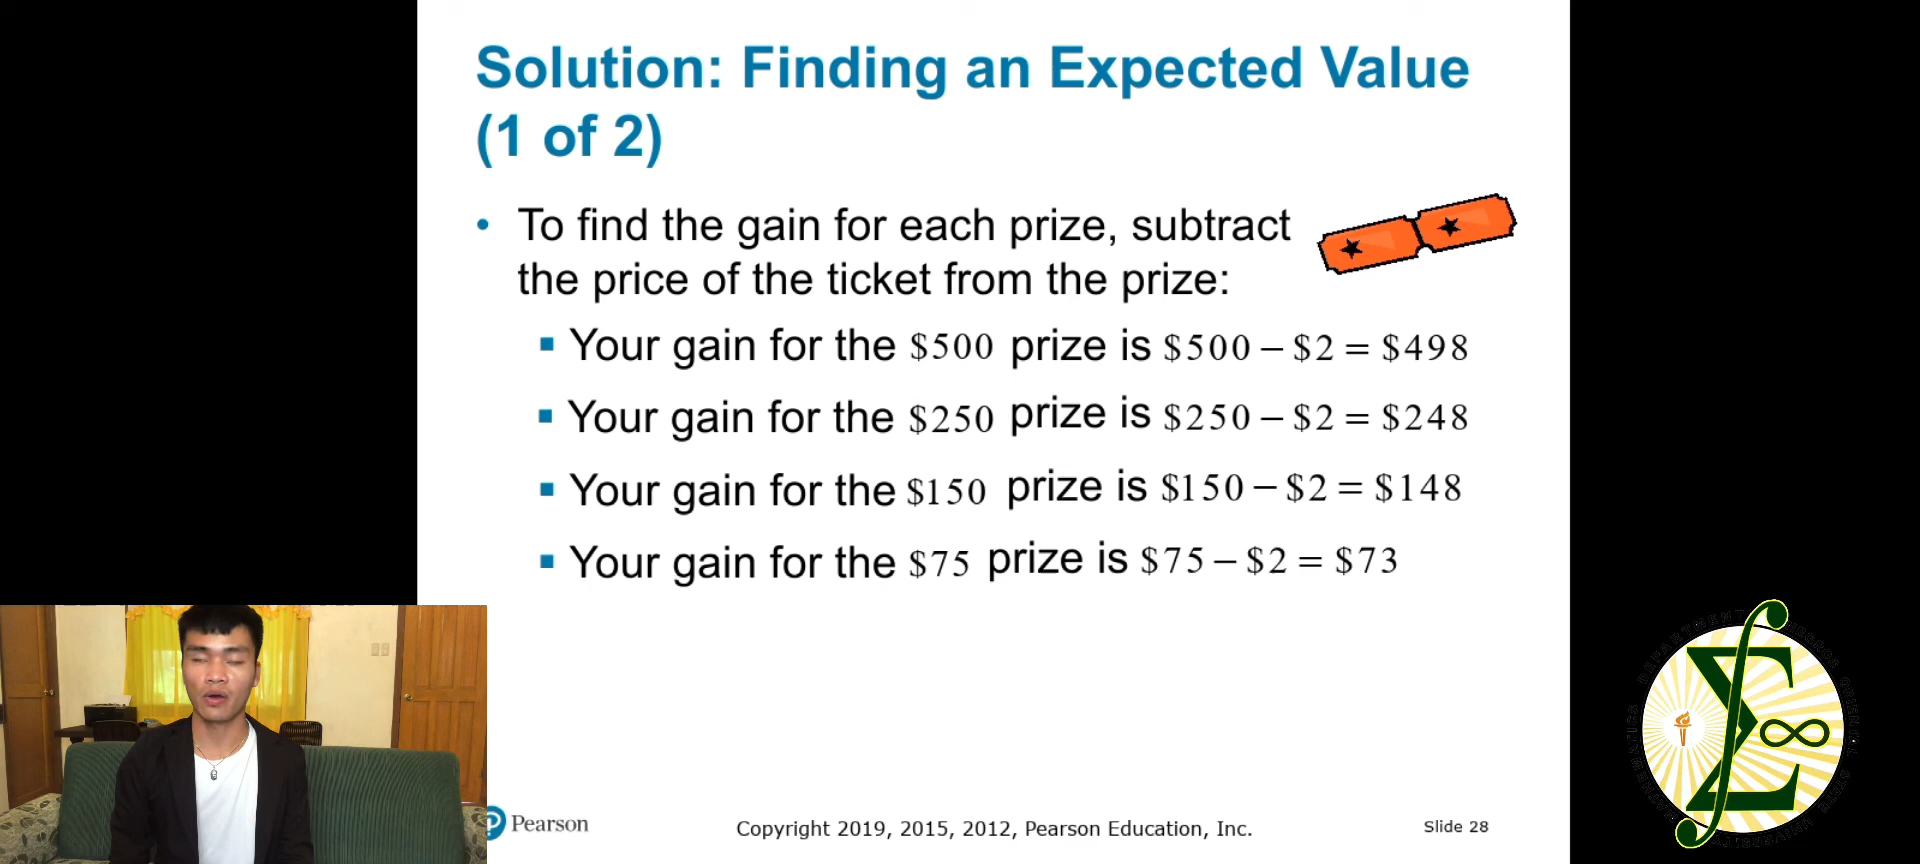 Solution: Finding an Expected Value
(1 of 2)
• To find the gain for each prize, subtract
the price of the ticket from the prize:
▪ Your gain for the $500 prize is $500 – $2 = $498
▪ Your gain for the $250 prize is $250 – $2 = $248
▪ Your gain for the $150 prize is $150 – $2 = $148
▪ Your gain for the $75 prize is $75 – $2 = $73
Pearson
Copyright 2019, 2015, 2012, Pearson Education, Inc.
Slide 28